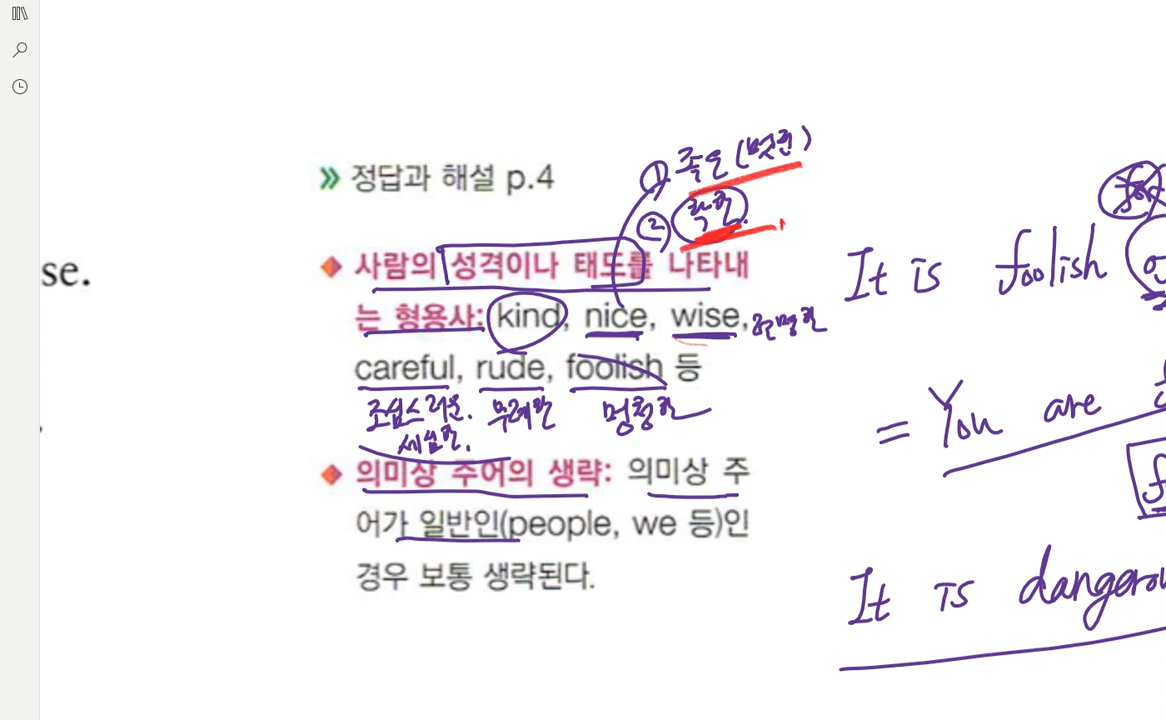 ① 좋은 (멋진)
② 착한.
>> 정답과 해설 p.4
se.
사람의 성격이나 태도를 나타내
는 형용사: kind, nice, wise, 현명한
careful, rude, foolish 등
조심스러운. 무례한 멍청한
세심한.
의미상 주어의 생략: 의미상 주
어가 일반인(people, we 등)인
경우 보통 생략된다.
for
It is foolish
= You are
It is dangerou